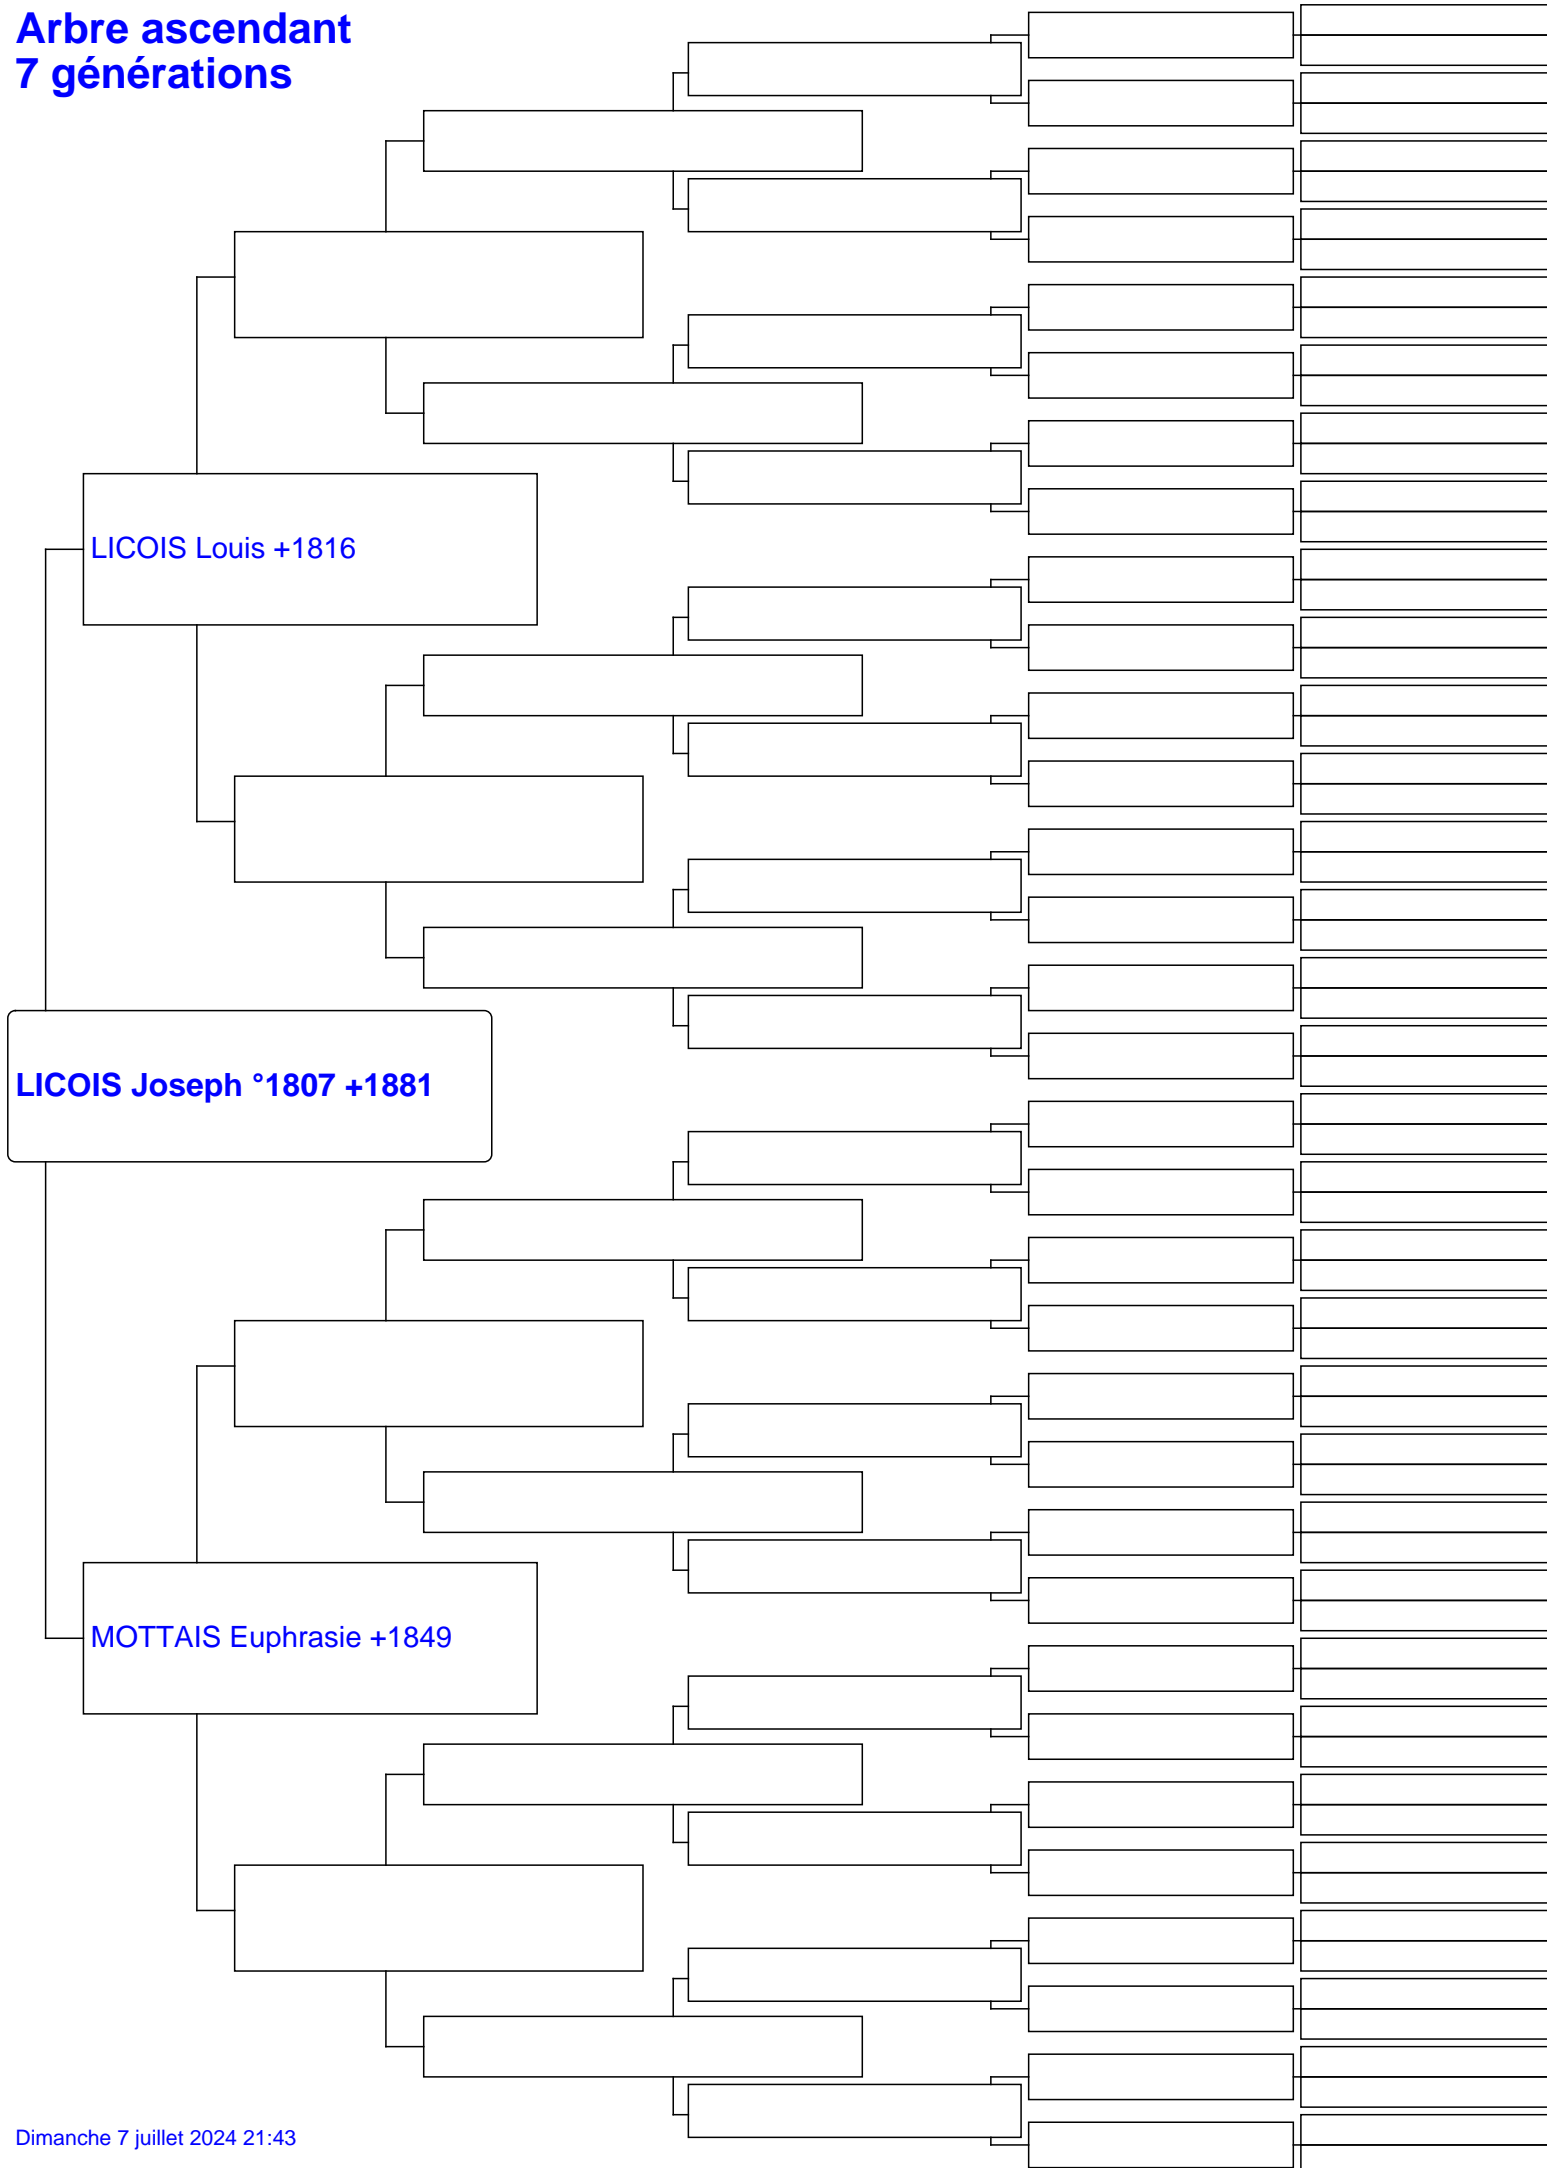 Arbre ascendant
7 générations
LICOIS Louis +1816
LICOIS Joseph °1807 +1881
MOTTAIS Euphrasie +1849
Dimanche 7 juillet 2024 21:43